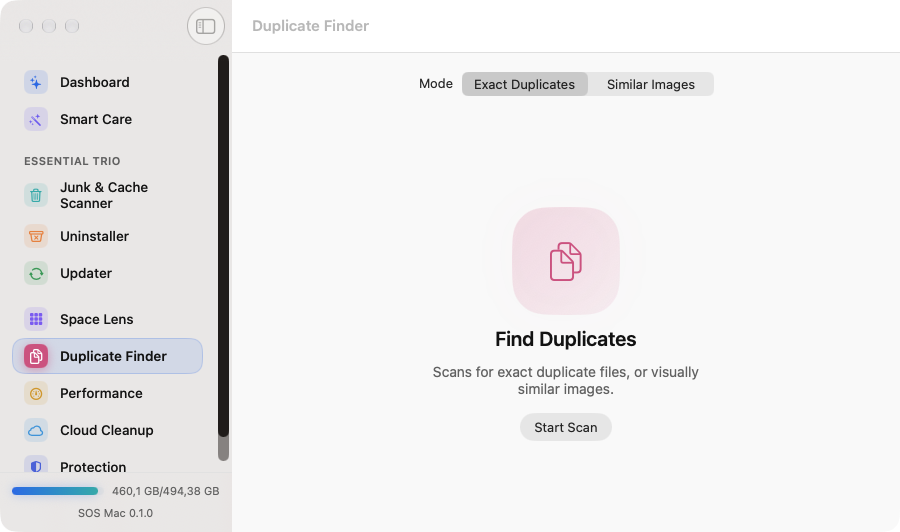 Duplicate Finder
Dashboard
Smart Care
ESSENTIAL TRIO
Junk & Cache
Scanner
Uninstaller
Updater
Space Lens
Duplicate Finder
Performance
Cloud Cleanup
Protection
460,1 GB/494,38 GB
SOS Mac 0.1.0
Mode
Exact Duplicates
Similar Images
Find Duplicates
Scans for exact duplicate files, or visually
similar images.
Start Scan